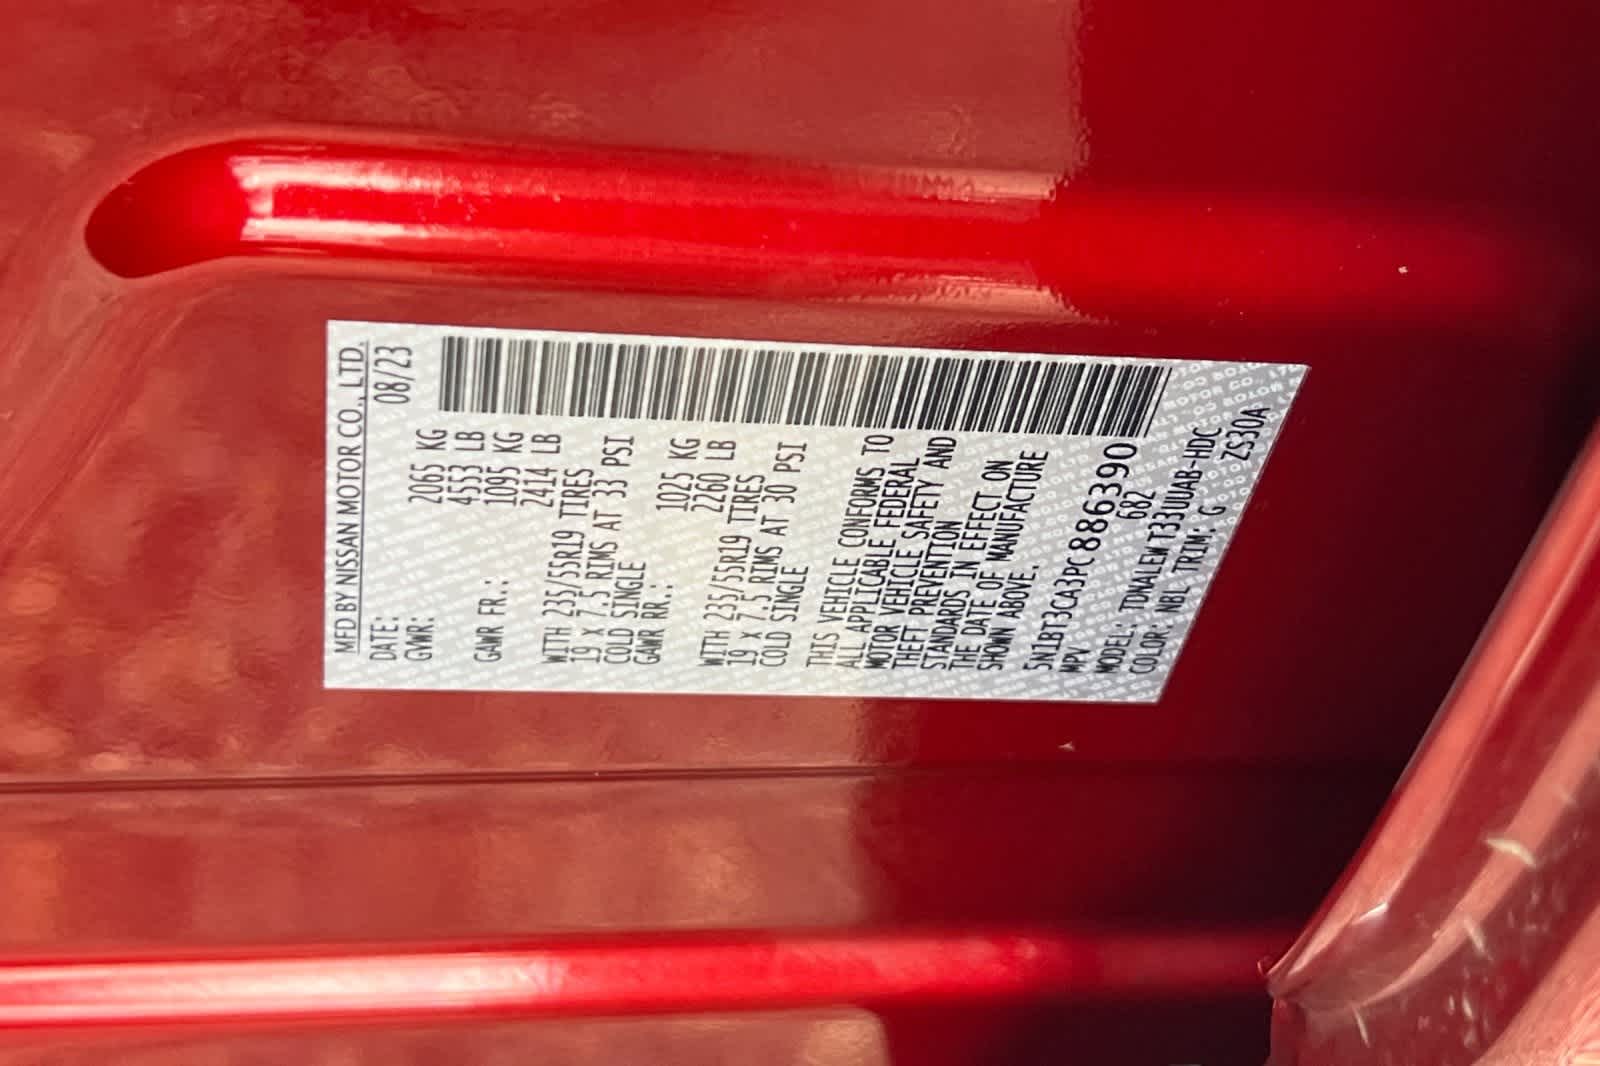 MFD BY NISSAN MOTOR CO., LTD.
DATE: 08/23
GVWR: 2065 KG
4553 LB
GAWR FR.: 1095 KG
2414 LB
WITH 235/55R19 TIRES
19 x 7.5 RIMS AT 33 PSI
COLD SINGLE
GAWR RR.: 1025 KG
2260 LB
WITH 235/55R19 TIRES
19 x 7.5 RIMS AT 30 PSI
COLD SINGLE
THIS VEHICLE CONFORMS TO
ALL APPLICABLE FEDERAL
MOTOR VEHICLE SAFETY AND
THEFT PREVENTION
STANDARDS IN EFFECT ON
THE DATE OF MANUFACTURE
SHOWN ABOVE.
5N1BT3CA3PC886390
MPV 682
MODEL: TDNALEW T33UUAB-HDC
COLOR: NBL TRIM: G ZS30A